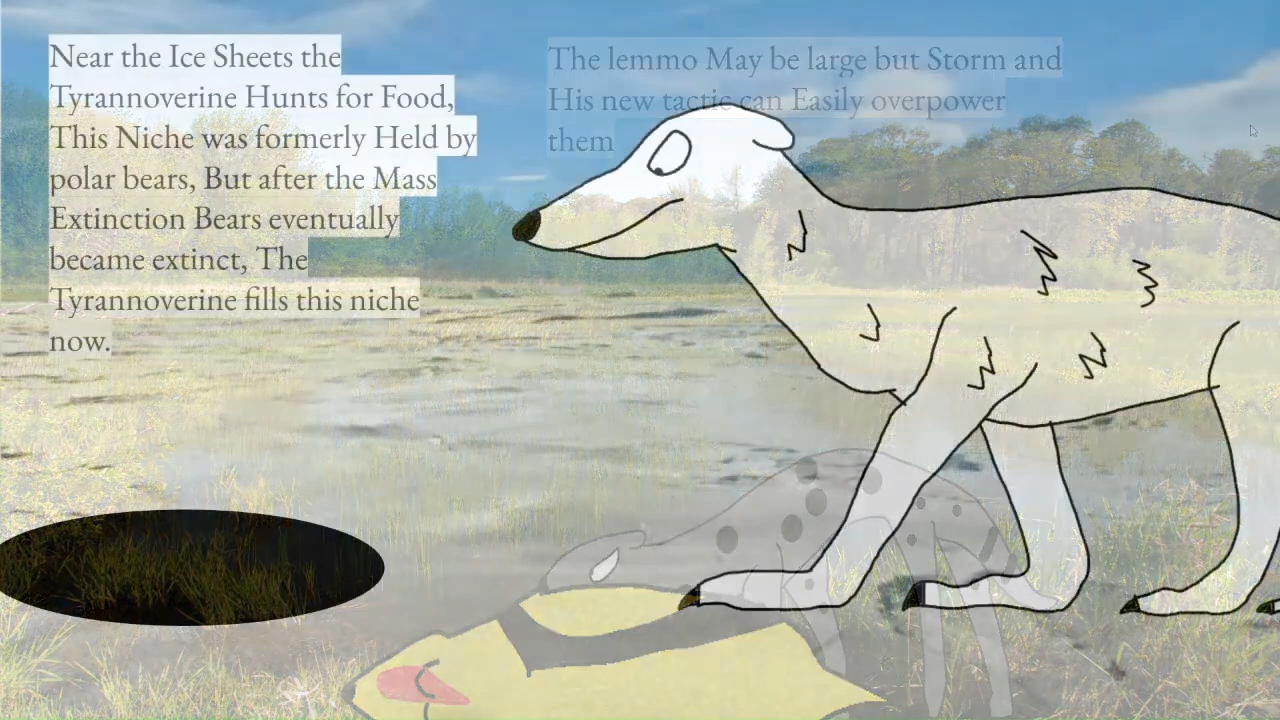 Near the Ice Sheets the
Tyrannoverine Hunts for Food,
This Niche was formerly Held by
polar bears, But after the Mass
Extinction Bears eventually
became extinct, The
Tyrannoverine fills this niche
now.
The lemmo May be large but Storm and
His new tactic can Easily overpower
them